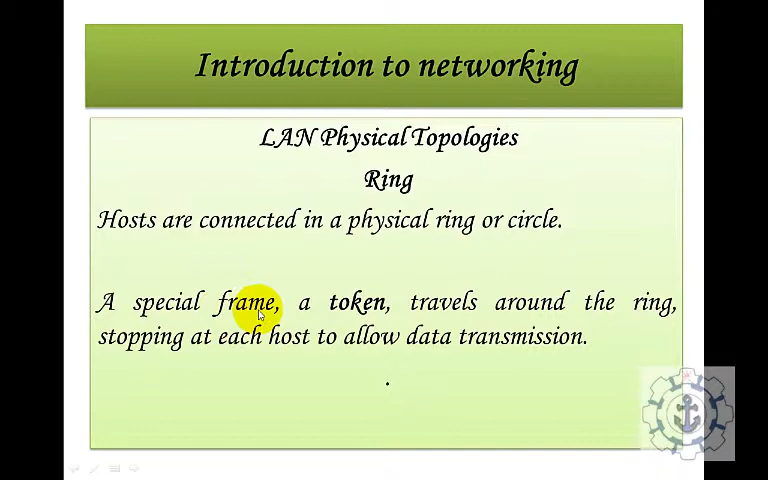 Introduction to networking
LAN Physical Topologies
Ring
Hosts are connected in a physical ring or circle.
A special frame, a token, travels around the ring,
stopping at each host to allow data transmission.
.